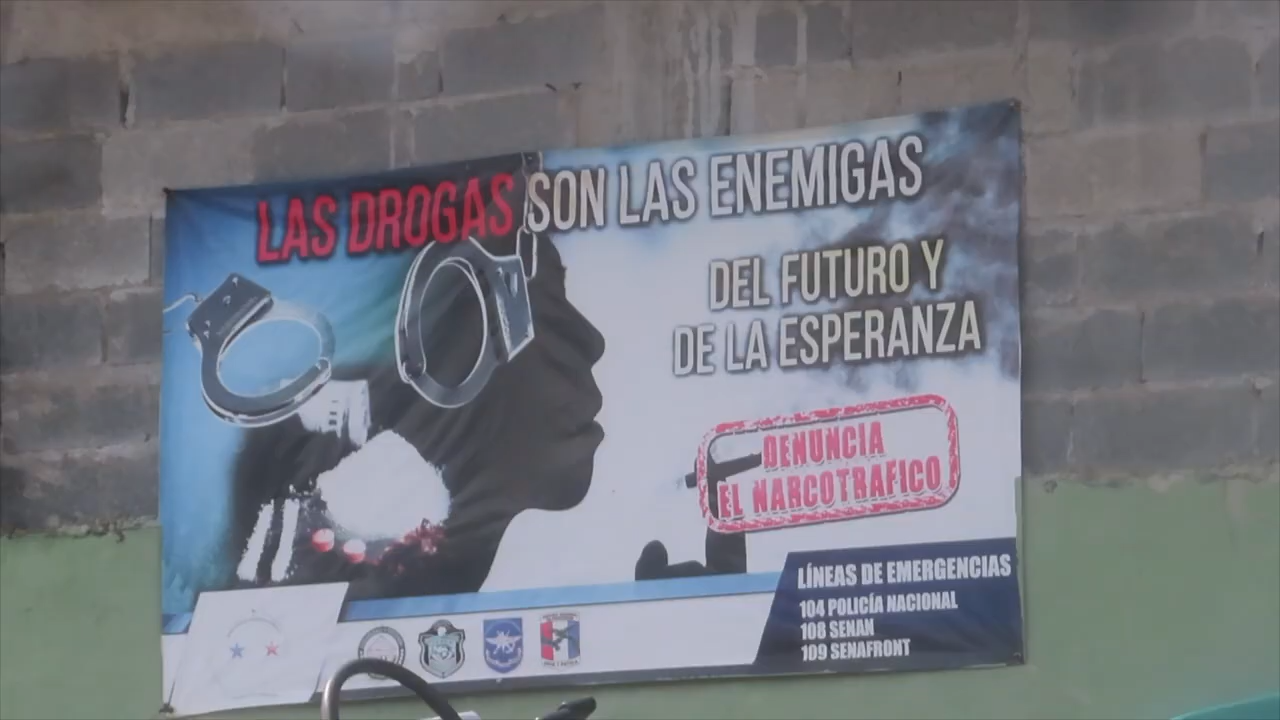 LAS DROGAS SON LAS ENEMIGAS
DEL FUTURO Y
DE LA ESPERANZA
DENUNCIA
EL NARCOTRAFICO
LÍNEAS DE EMERGENCIAS
104 POLICÍA NACIONAL
108 SENAN
109 SENAFRONT